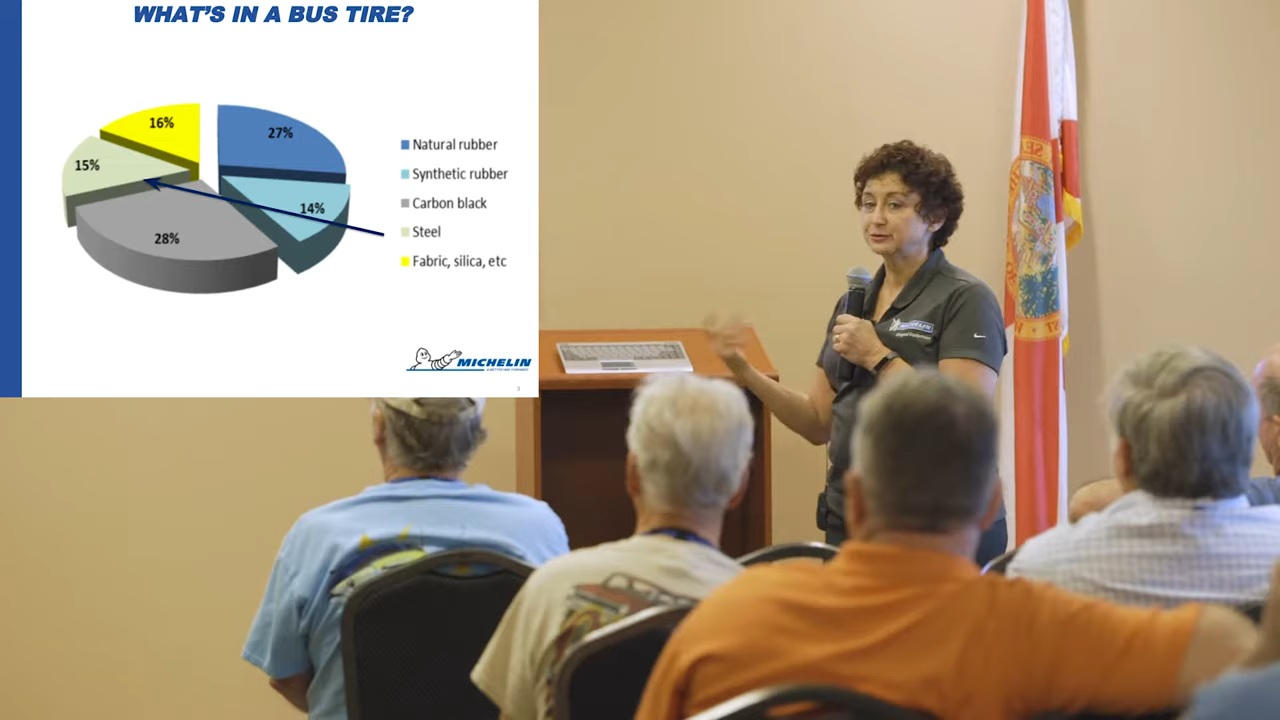 WHAT'S IN A BUS TIRE?
16%
27%
15%
14%
28%
Natural rubber
Synthetic rubber
Carbon black
Steel
Fabric, silica, etc
MICHELIN
3
MICHELIN